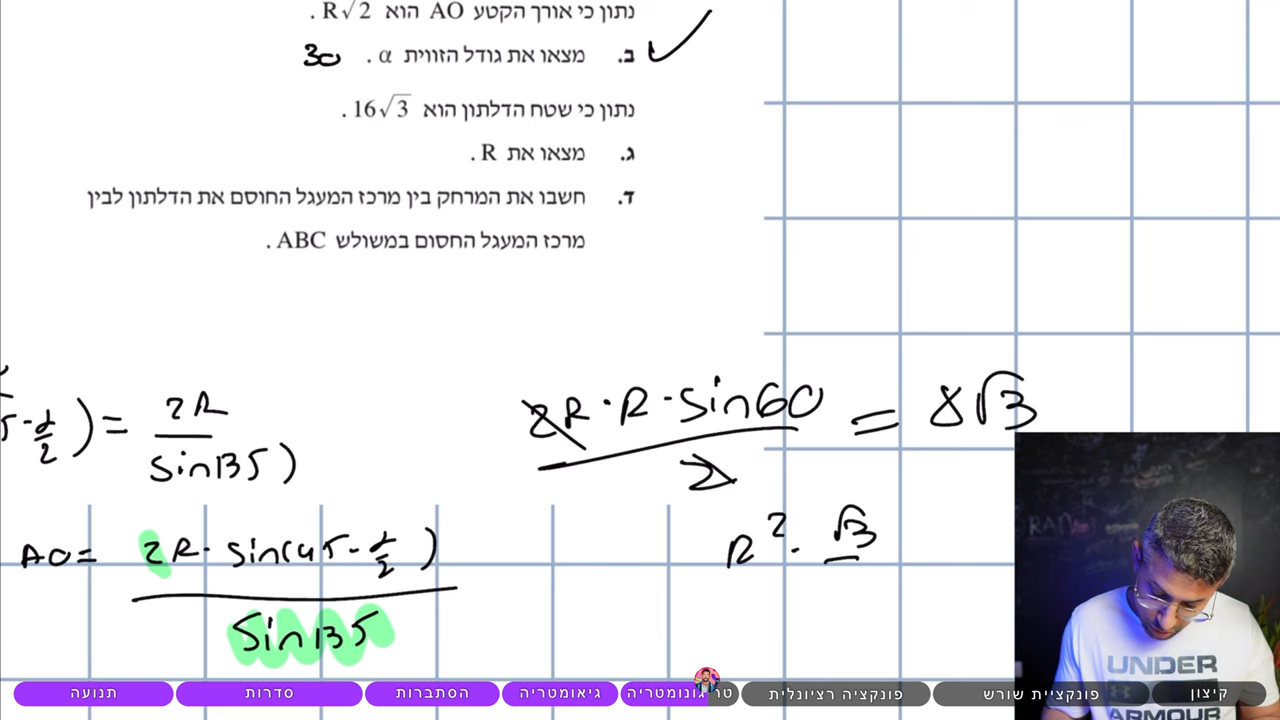 נתון כי אורך הקטע AO הוא R√2 .
ב. מצאו את גודל הזווית α . 30
נתון כי שטח הדלתון הוא 16√3 .
ג. מצאו את R .
ד. חשבו את המרחק בין מרכז המעגל החוסם את הדלתון לבין
מרכז המעגל החסום במשולש ABC .
2R · R · sin60 / 2 = 8√3
5 - α/2 ) = 2R / sin135 )
R² · √3
AO = 2R · sin(45 - α/2 ) / sin135
UNDER
ARMOUR
תנועה
סדרות
הסתברות
גיאומטריה
פונקציה רציונלית
פונקציית שורש
קיצון